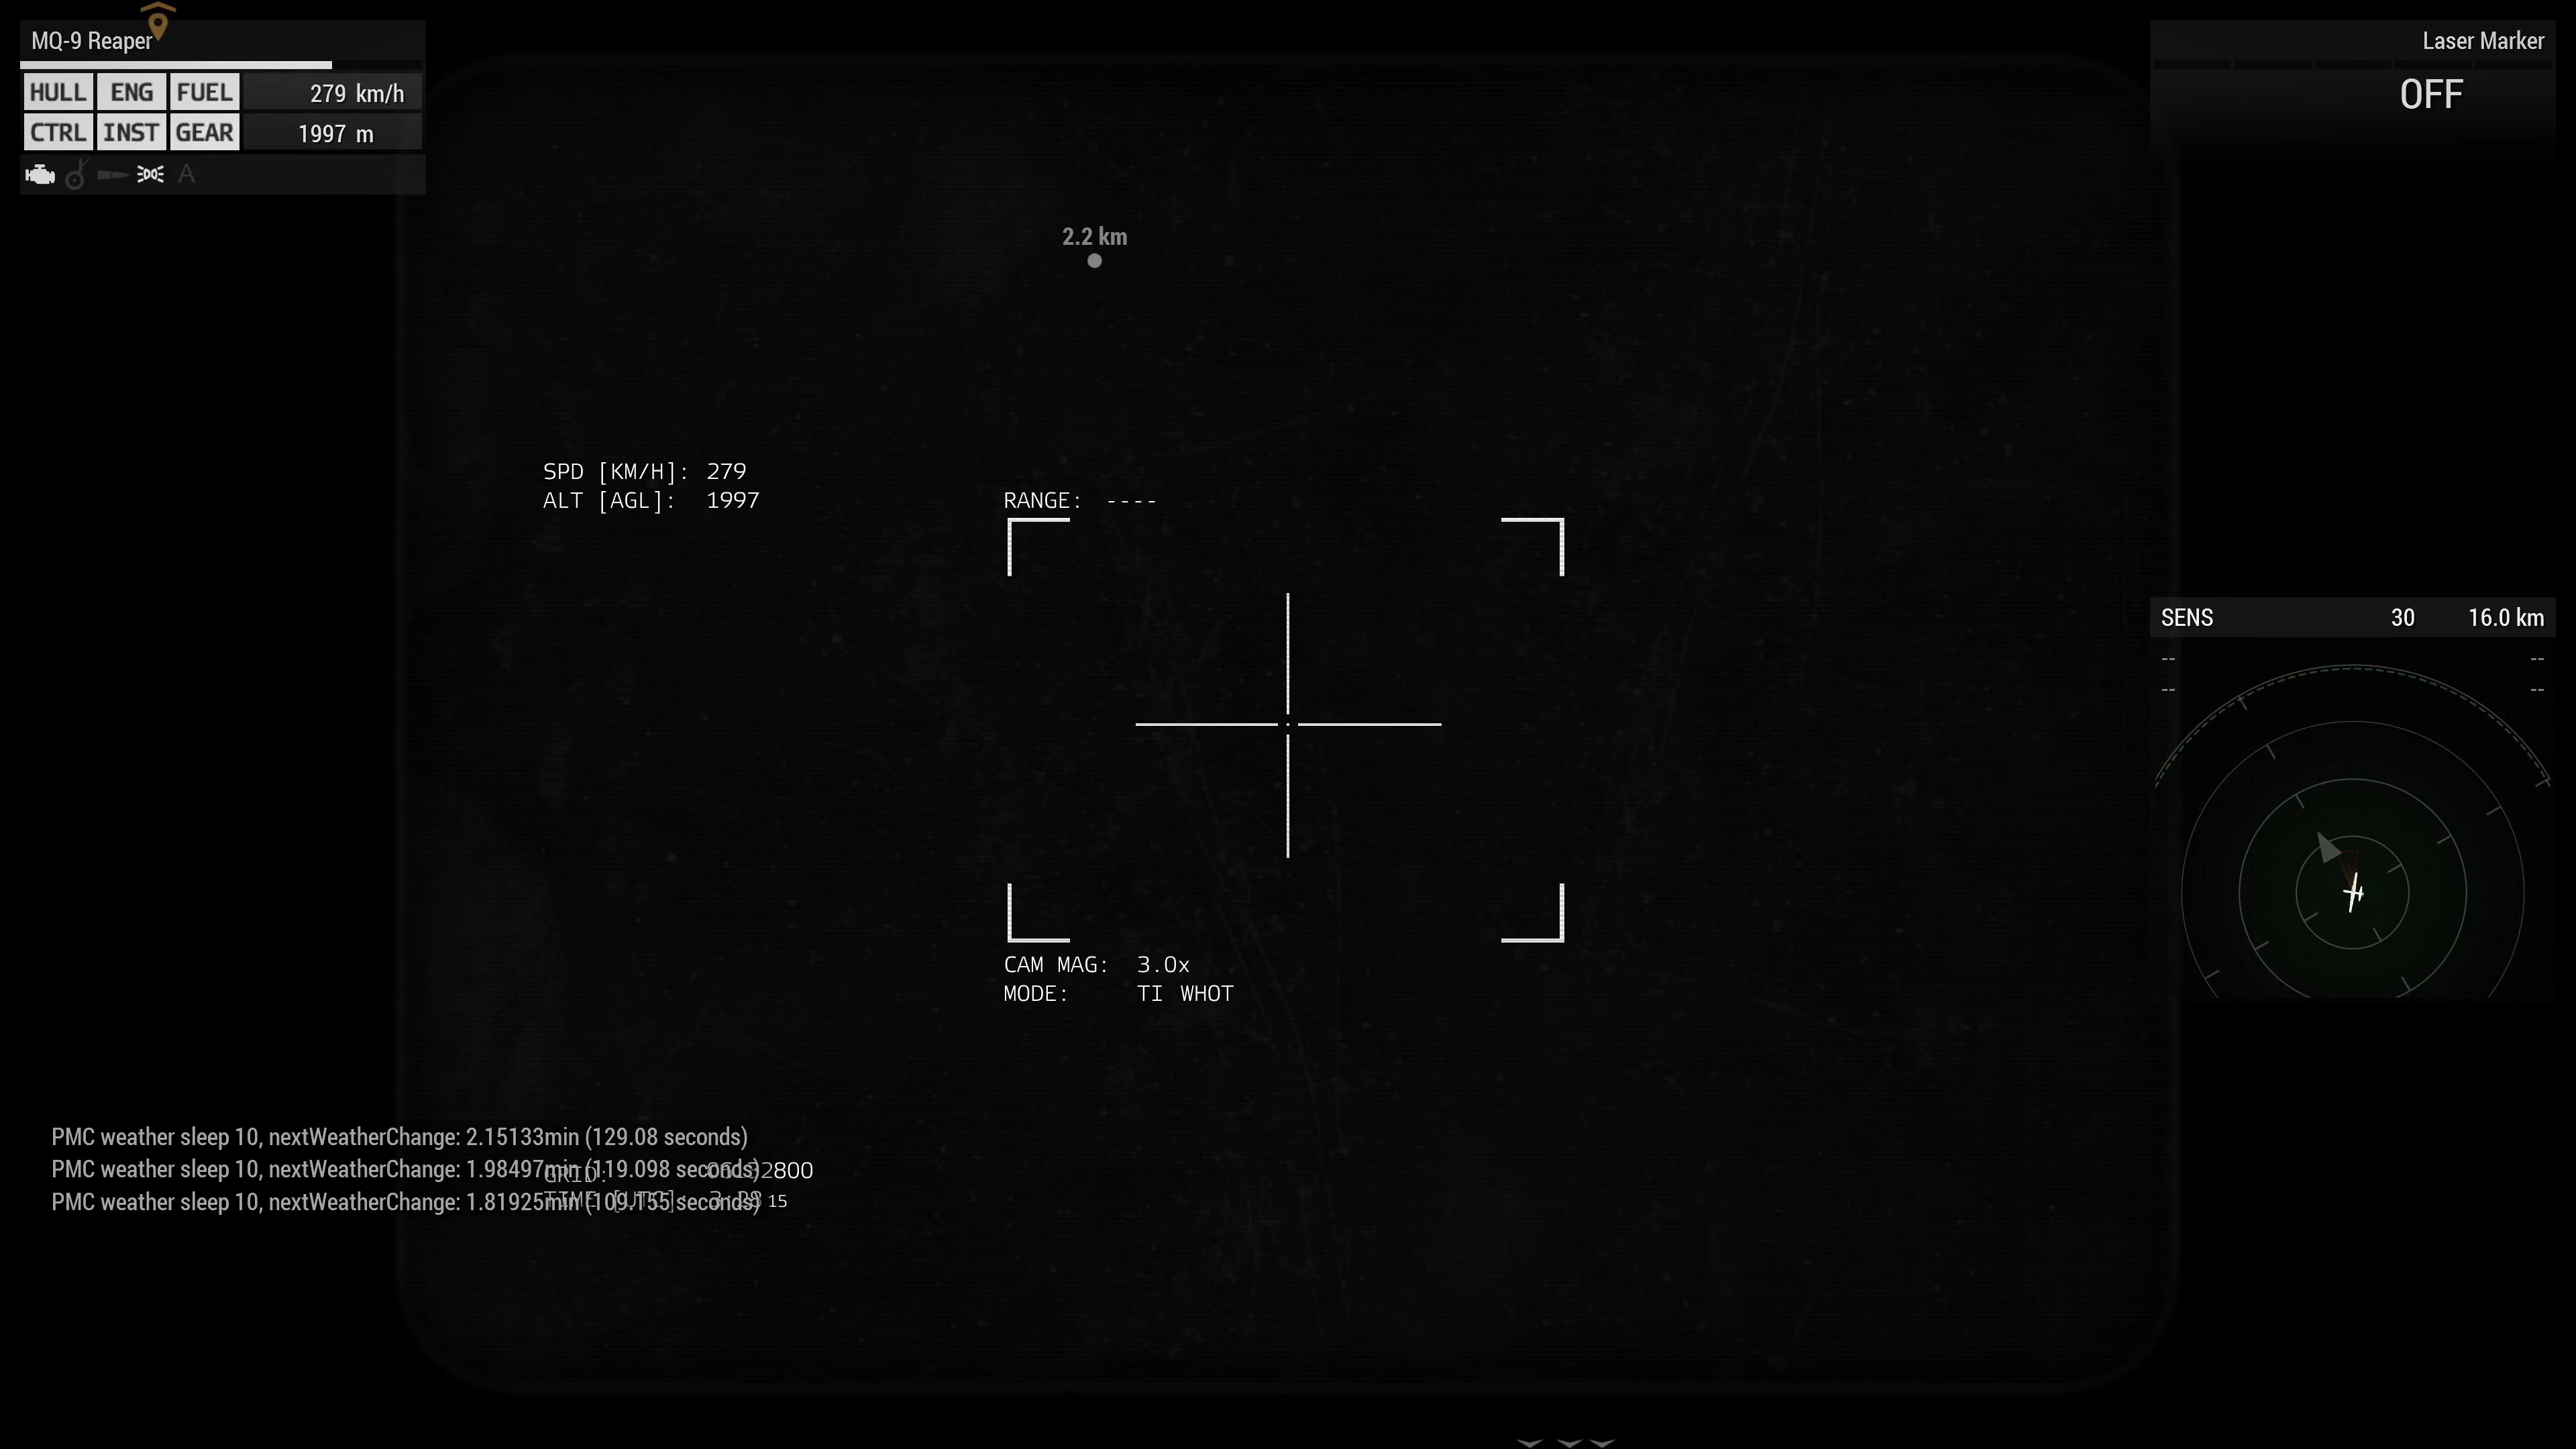 MQ-9 Reaper
HULL ENG FUEL 279 km/h
CTRL INST GEAR 1997 m
A
Laser Marker
OFF
2.2 km
SPD [KM/H]: 279
ALT [AGL]: 1997
RANGE: ----
SENS 30 16.0 km
-- --
-- --
CAM MAG: 3.0x
MODE: TI WHOT
PMC weather sleep 10, nextWeatherChange: 2.15133min (129.08 seconds)
PMC weather sleep 10, nextWeatherChange: 1.98497min (119.098 seconds)
GRID:
PMC weather sleep 10, nextWeatherChange: 1.81925min (109.155 seconds)
TIME [UTC]: